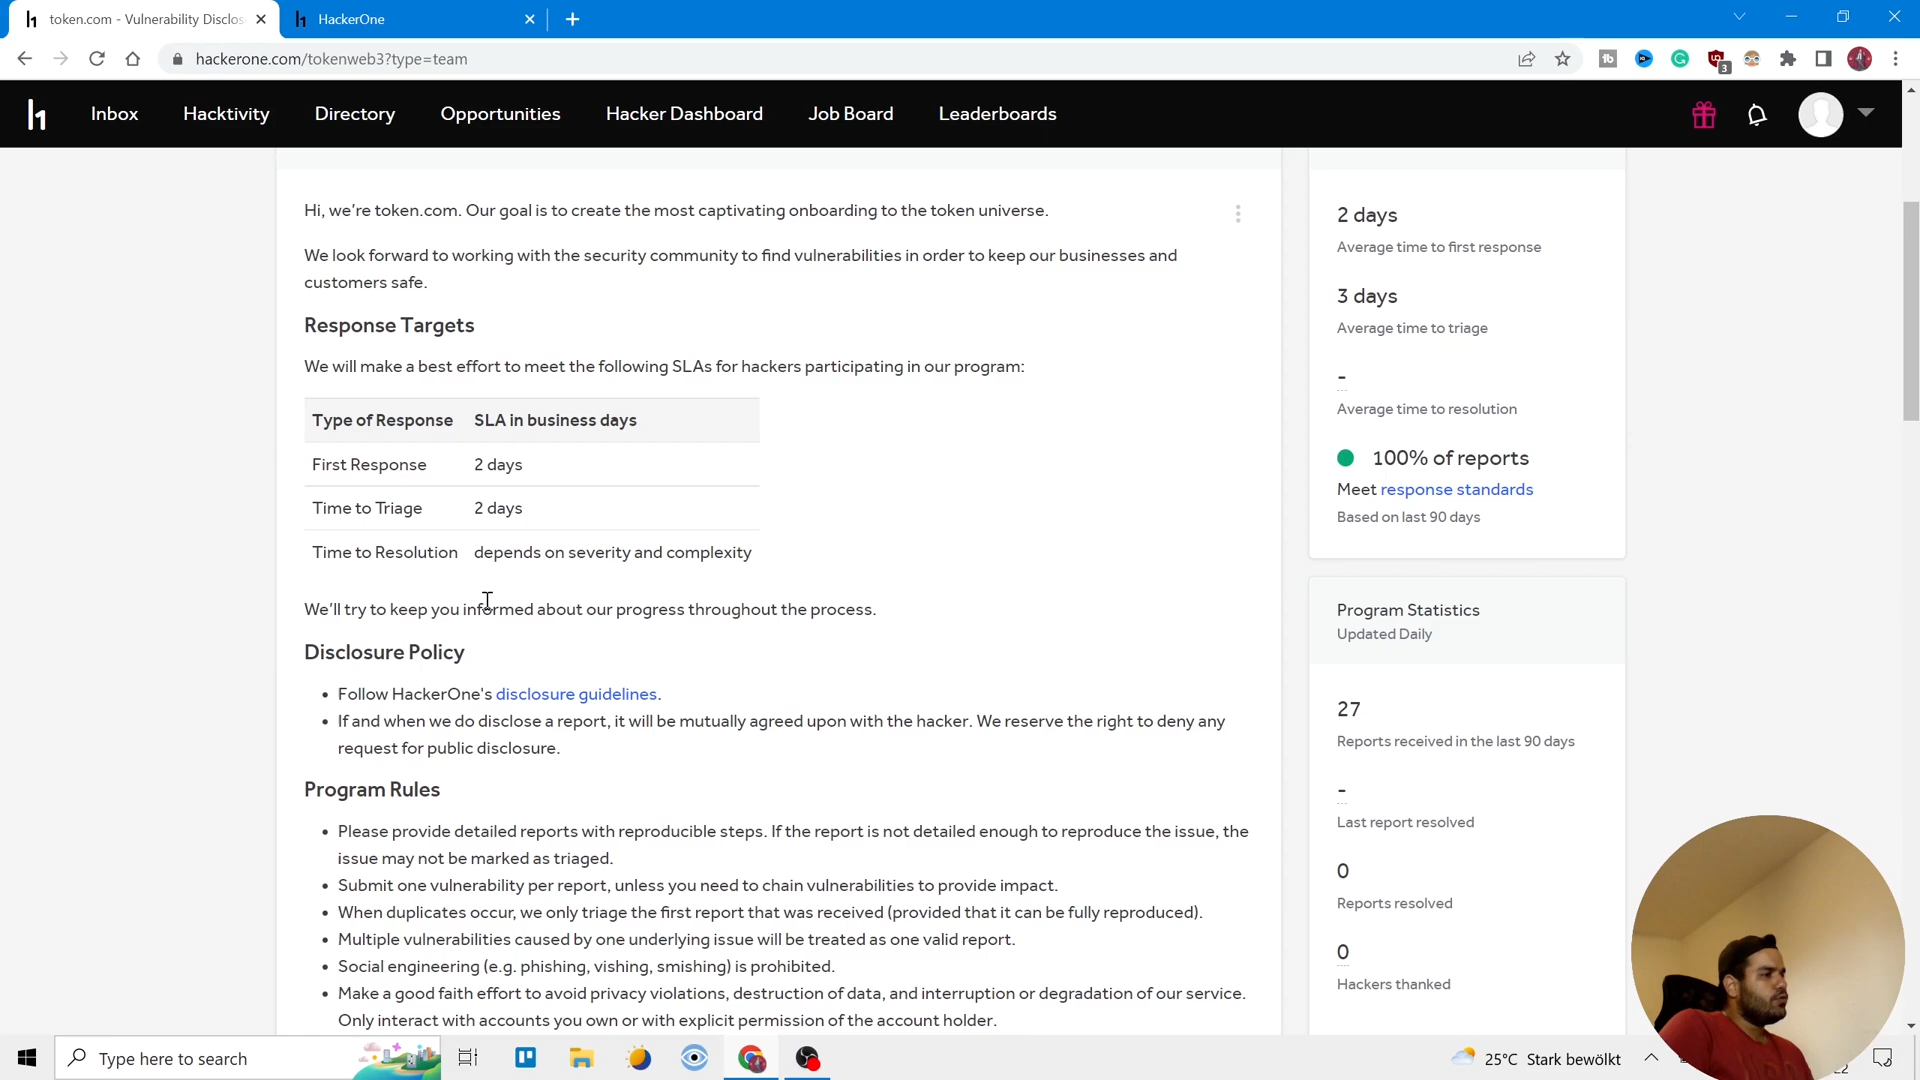 token.com - Vulnerability Disclos
HackerOne
hackerone.com/tokenweb3?type=team
3
Inbox
Hacktivity
Directory
Opportunities
Hacker Dashboard
Job Board
Leaderboards
Hi, we're token.com. Our goal is to create the most captivating onboarding to the token universe.
We look forward to working with the security community to find vulnerabilities in order to keep our businesses and
customers safe.
Response Targets
We will make a best effort to meet the following SLAs for hackers participating in our program:
Type of Response SLA in business days
First Response 2 days
Time to Triage 2 days
Time to Resolution depends on severity and complexity
We'll try to keep you informed about our progress throughout the process.
Disclosure Policy
• Follow HackerOne's disclosure guidelines.
• If and when we do disclose a report, it will be mutually agreed upon with the hacker. We reserve the right to deny any
request for public disclosure.
Program Rules
• Please provide detailed reports with reproducible steps. If the report is not detailed enough to reproduce the issue, the
issue may not be marked as triaged.
• Submit one vulnerability per report, unless you need to chain vulnerabilities to provide impact.
• When duplicates occur, we only triage the first report that was received (provided that it can be fully reproduced).
• Multiple vulnerabilities caused by one underlying issue will be treated as one valid report.
• Social engineering (e.g. phishing, vishing, smishing) is prohibited.
• Make a good faith effort to avoid privacy violations, destruction of data, and interruption or degradation of our service.
Only interact with accounts you own or with explicit permission of the account holder.
2 days
Average time to first response
3 days
Average time to triage
-
Average time to resolution
100% of reports
Meet response standards
Based on last 90 days
Program Statistics
Updated Daily
27
Reports received in the last 90 days
-
Last report resolved
0
Reports resolved
0
Hackers thanked
Type here to search
25°C Stark bewölkt